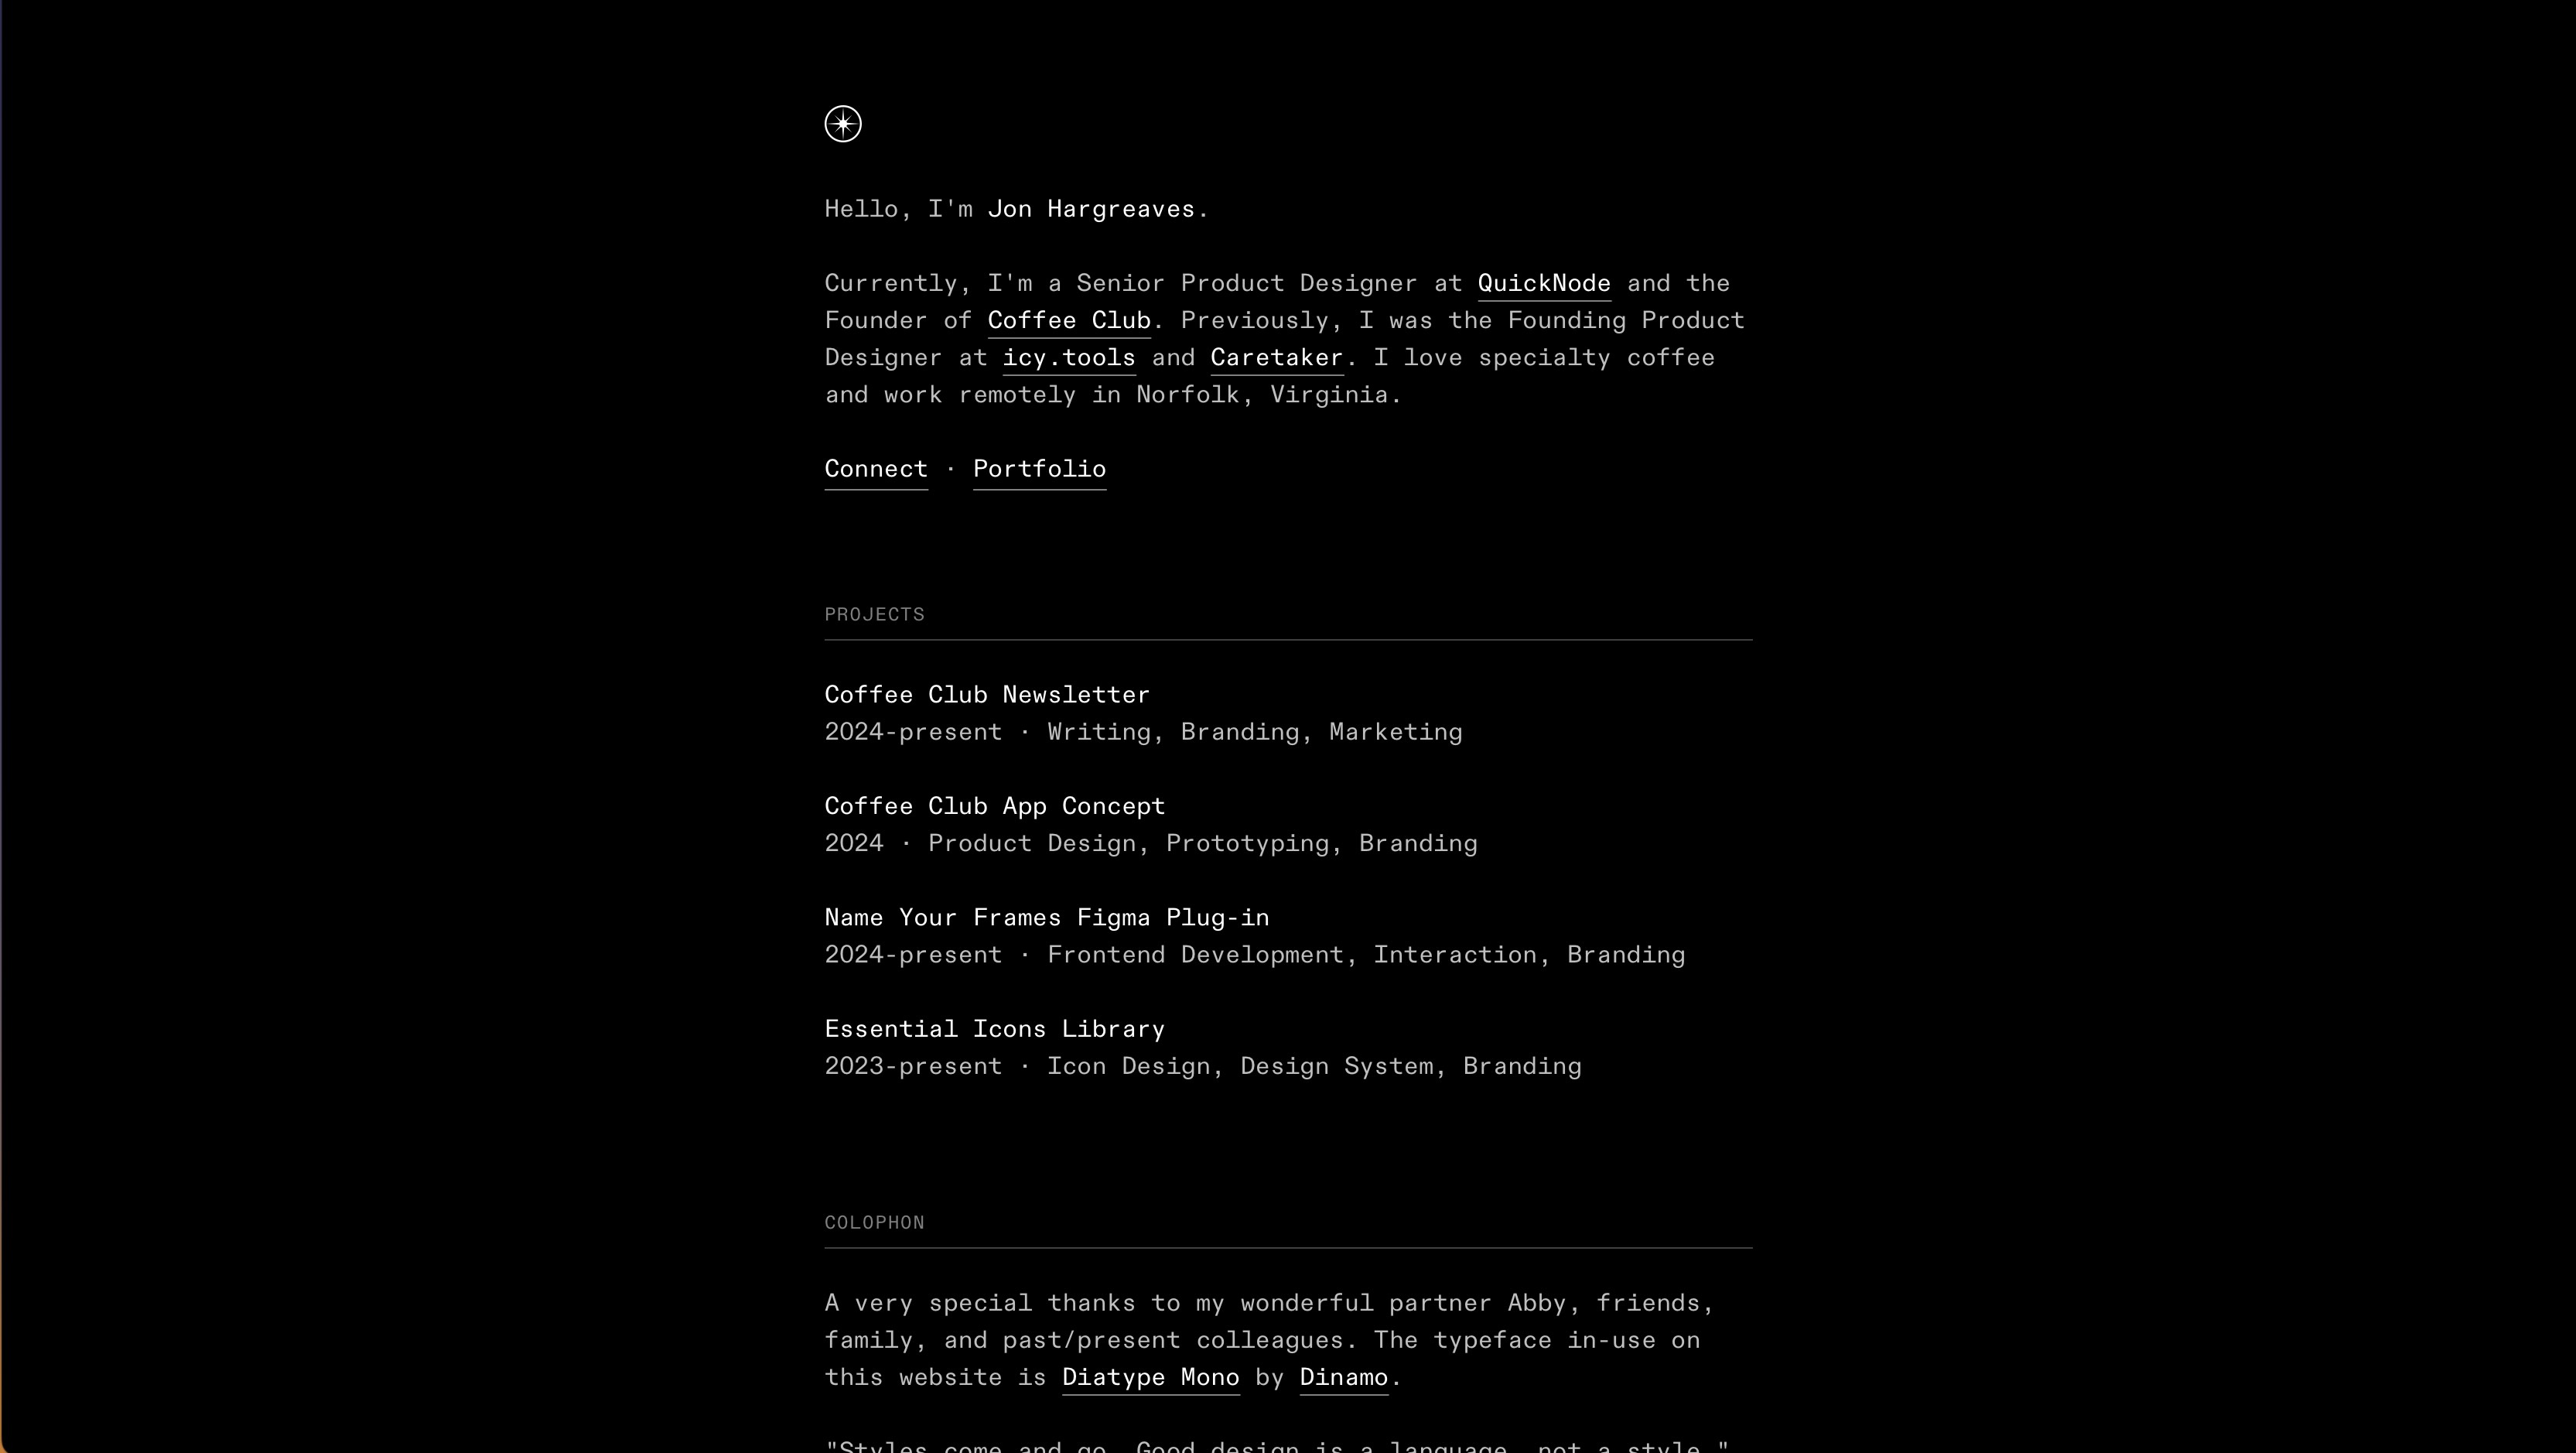 Hello, I'm Jon Hargreaves.
Currently, I'm a Senior Product Designer at QuickNode and the
Founder of Coffee Club. Previously, I was the Founding Product
Designer at icy.tools and Caretaker. I love specialty coffee
and work remotely in Norfolk, Virginia.
Connect · Portfolio
PROJECTS
Coffee Club Newsletter
2024-present · Writing, Branding, Marketing
Coffee Club App Concept
2024 · Product Design, Prototyping, Branding
Name Your Frames Figma Plug-in
2024-present · Frontend Development, Interaction, Branding
Essential Icons Library
2023-present · Icon Design, Design System, Branding
COLOPHON
A very special thanks to my wonderful partner Abby, friends,
family, and past/present colleagues. The typeface in-use on
this website is Diatype Mono by Dinamo.
"Styles come and go. Good design is a language, not a style."